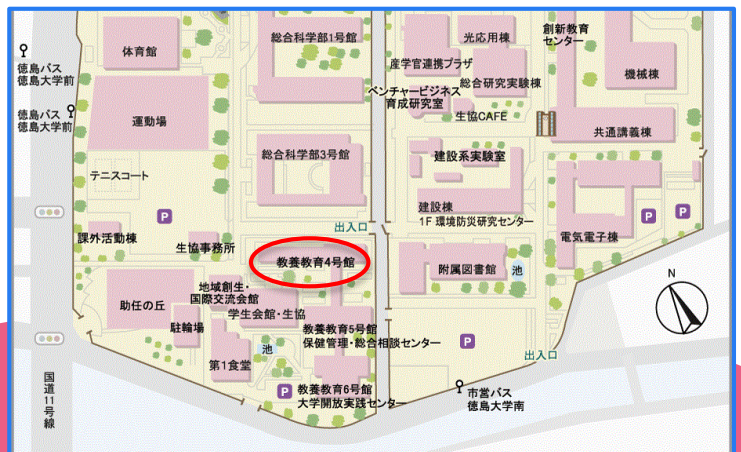 体育館
総合科学部1号館
光応用棟
創新教育
センター
徳島バス
徳島大学前
産学官連携プラザ
総合研究実験棟
機械棟
ベンチャービジネス
育成研究室
徳島バス
徳島大学前
運動場
生協CAFE
共通講義棟
総合科学部3号館
建設系実験室
テニスコート
建設棟
1F 環境防災研究センター
P
P
P
出入口
課外活動棟
生協事務所
電気電子棟
教養教育4号館
附属図書館
池
N
地域創生・
国際交流会館
助任の丘
学生会館・生協
駐輪場
教養教育5号館
保健管理・総合相談センター
P
池
出入口
第1食堂
国道11号線
P
教養教育6号館
大学開放実践センター
市営バス
徳島大学南